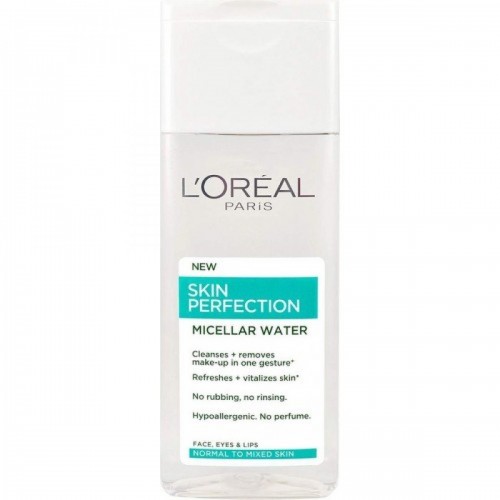 L'ORÉAL
PARiS
NEW
SKIN
PERFECTION
MICELLAR WATER
Cleanses + removes
make-up in one gesture*
Refreshes + vitalizes skin*
No rubbing, no rinsing.
Hypoallergenic. No perfume.
FACE, EYES & LIPS
NORMAL TO MIXED SKIN